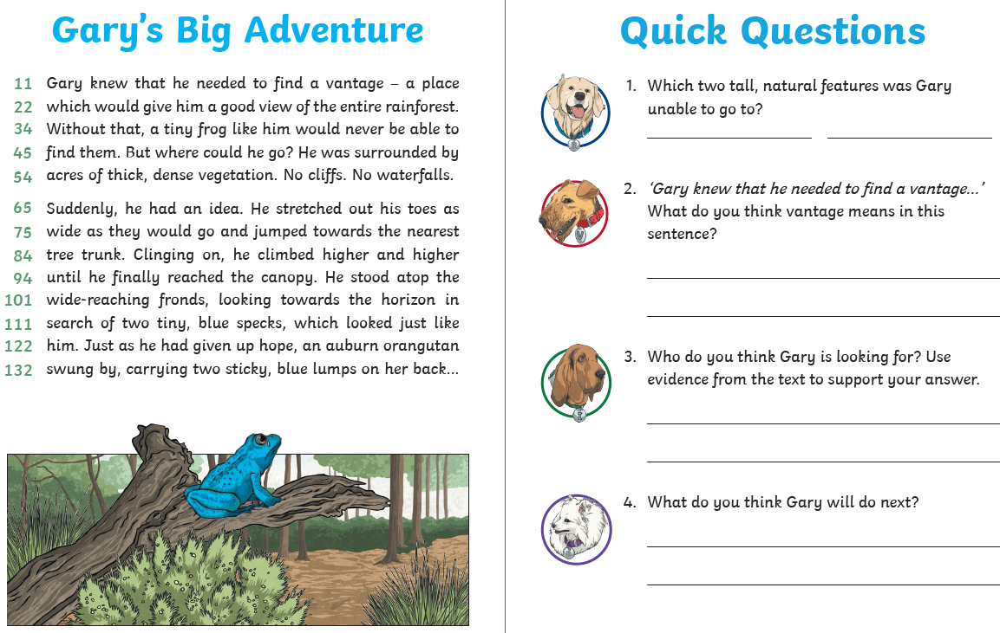 Gary's Big Adventure
11 Gary knew that he needed to find a vantage – a place
22 which would give him a good view of the entire rainforest.
34 Without that, a tiny frog like him would never be able to
45 find them. But where could he go? He was surrounded by
54 acres of thick, dense vegetation. No cliffs. No waterfalls.
65 Suddenly, he had an idea. He stretched out his toes as
75 wide as they would go and jumped towards the nearest
84 tree trunk. Clinging on, he climbed higher and higher
94 until he finally reached the canopy. He stood atop the
101 wide-reaching fronds, looking towards the horizon in
111 search of two tiny, blue specks, which looked just like
122 him. Just as he had given up hope, an auburn orangutan
132 swung by, carrying two sticky, blue lumps on her back...
Quick Questions
1. Which two tall, natural features was Gary
unable to go to?
2. 'Gary knew that he needed to find a vantage...'
What do you think vantage means in this
sentence?
3. Who do you think Gary is looking for? Use
evidence from the text to support your answer.
4. What do you think Gary will do next?